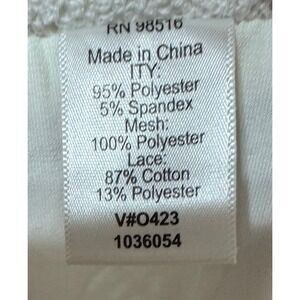 RN 98516
Made in China
ITY:
95% Polyester
5% Spandex
Mesh:
100% Polyester
Lace:
87% Cotton
13% Polyester
V#O423
1036054